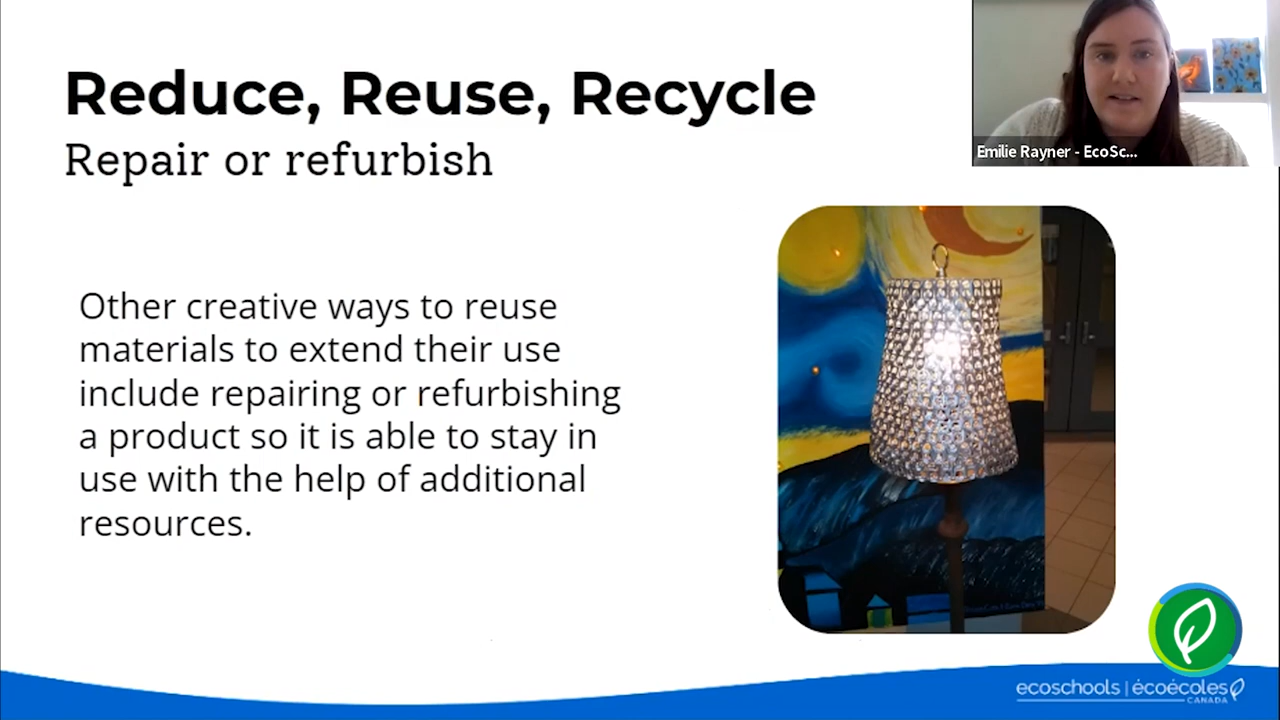 Reduce, Reuse, Recycle
Repair or refurbish
Emilie Rayner - EcoSc...
Other creative ways to reuse
materials to extend their use
include repairing or refurbishing
a product so it is able to stay in
use with the help of additional
resources.
ecoschools | écoécoles
CANADA